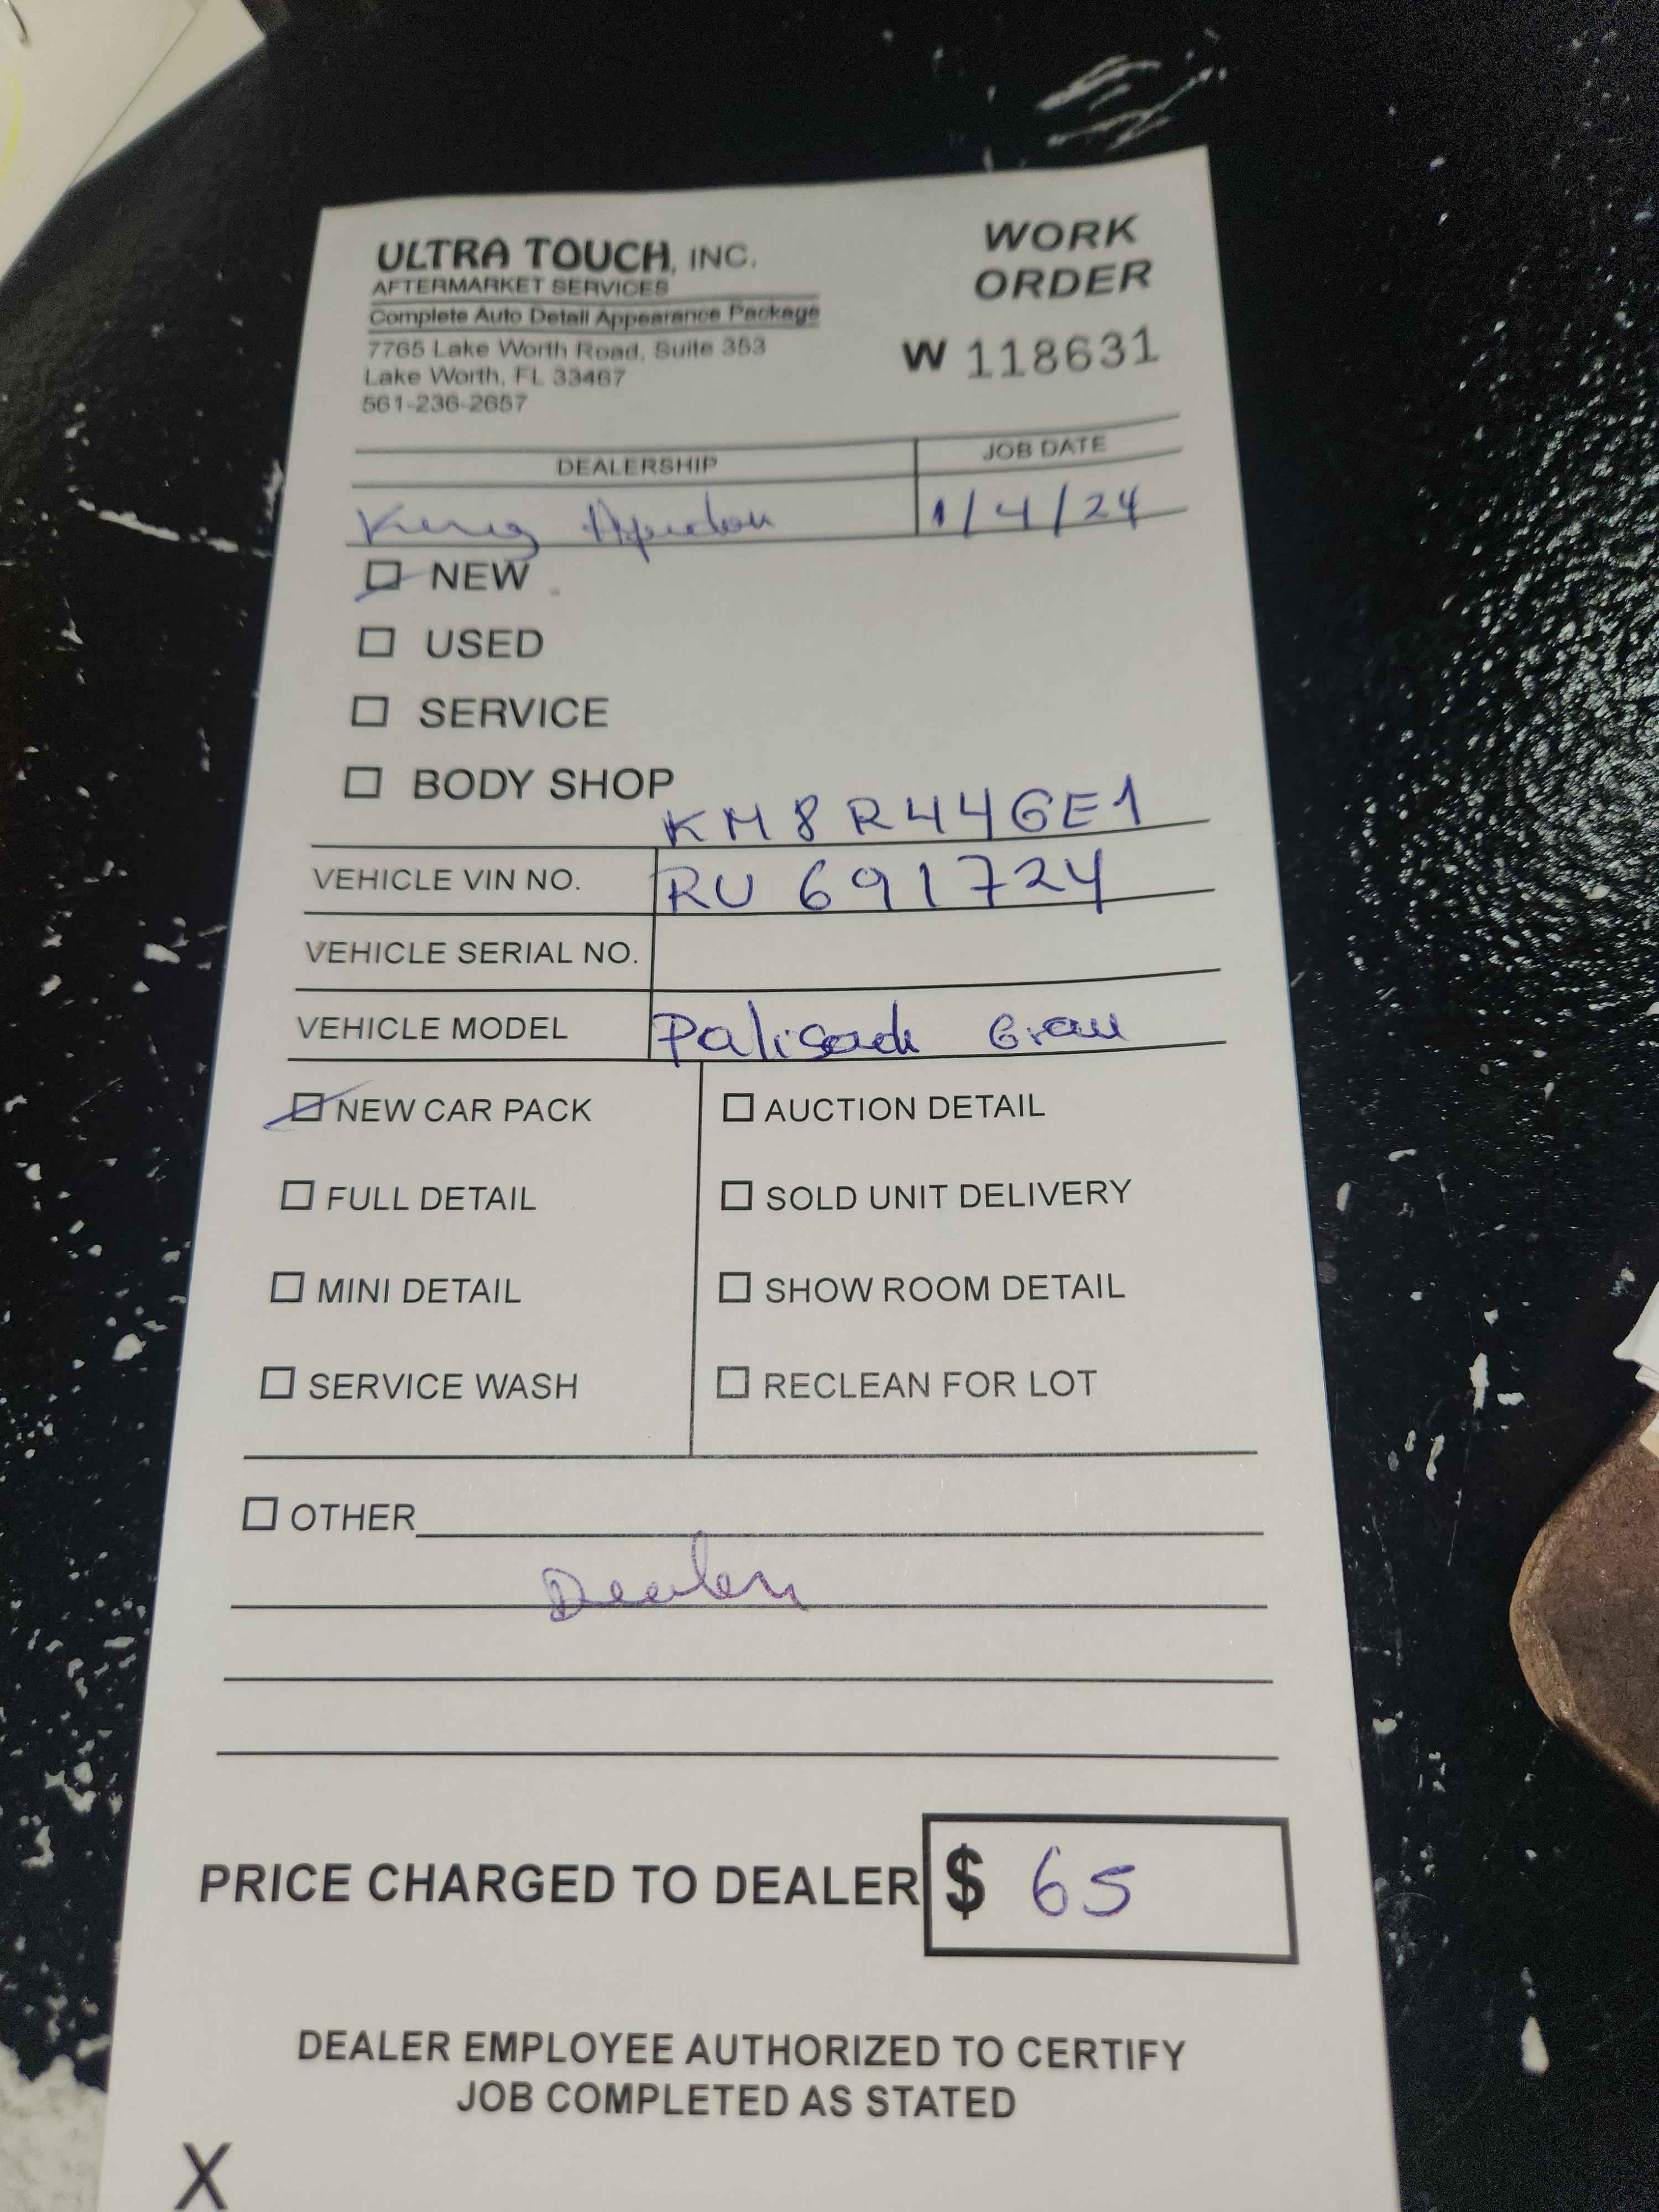 ULTRA TOUCH, INC.
AFTERMARKET SERVICES
Complete Auto Detail Appearance Package
7765 Lake Worth Road, Suite 353
Lake Worth, FL 33467
561-236-2657
WORK
ORDER
W 118631
DEALERSHIP
JOB DATE
King
1/4/24
NEW
USED
SERVICE
BODY SHOP
KM8R44GE1
VEHICLE VIN NO. RU 691724
VEHICLE SERIAL NO.
VEHICLE MODEL Palisade
NEW CAR PACK
FULL DETAIL
MINI DETAIL
SERVICE WASH
AUCTION DETAIL
SOLD UNIT DELIVERY
SHOW ROOM DETAIL
RECLEAN FOR LOT
OTHER
Dealer
PRICE CHARGED TO DEALER $ 65
DEALER EMPLOYEE AUTHORIZED TO CERTIFY
JOB COMPLETED AS STATED
X